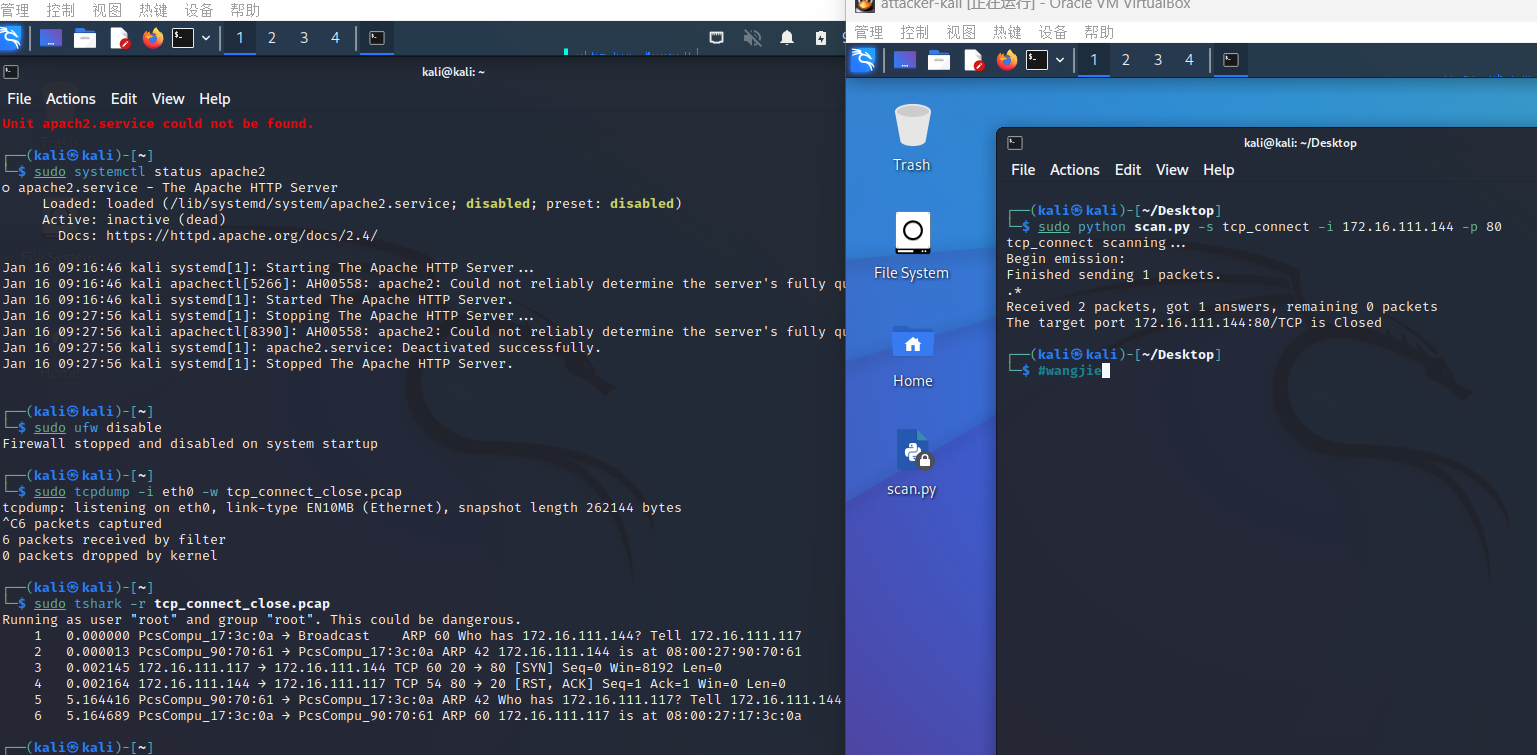 管理 控制 视图 热键 设备 帮助
1 2 3 4
kali@kali: ~
File Actions Edit View Help
Unit apach2.service could not be found.
┌──(kali㉿kali)-[~]
└─$ sudo systemctl status apache2
○ apache2.service - The Apache HTTP Server
     Loaded: loaded (/lib/systemd/system/apache2.service; disabled; preset: disabled)
     Active: inactive (dead)
       Docs: https://httpd.apache.org/docs/2.4/
Jan 16 09:16:46 kali systemd[1]: Starting The Apache HTTP Server...
Jan 16 09:16:46 kali apachectl[5266]: AH00558: apache2: Could not reliably determine the server's fully qu
Jan 16 09:16:46 kali systemd[1]: Started The Apache HTTP Server.
Jan 16 09:27:56 kali systemd[1]: Stopping The Apache HTTP Server...
Jan 16 09:27:56 kali apachectl[8390]: AH00558: apache2: Could not reliably determine the server's fully qu
Jan 16 09:27:56 kali systemd[1]: apache2.service: Deactivated successfully.
Jan 16 09:27:56 kali systemd[1]: Stopped The Apache HTTP Server.
┌──(kali㉿kali)-[~]
└─$ sudo ufw disable
Firewall stopped and disabled on system startup
┌──(kali㉿kali)-[~]
└─$ sudo tcpdump -i eth0 -w tcp_connect_close.pcap
tcpdump: listening on eth0, link-type EN10MB (Ethernet), snapshot length 262144 bytes
^C6 packets captured
6 packets received by filter
0 packets dropped by kernel
┌──(kali㉿kali)-[~]
└─$ sudo tshark -r tcp_connect_close.pcap
Running as user "root" and group "root". This could be dangerous.
    1   0.000000 PcsCompu_17:3c:0a → Broadcast    ARP 60 Who has 172.16.111.144? Tell 172.16.111.117
    2   0.000013 PcsCompu_90:70:61 → PcsCompu_17:3c:0a ARP 42 172.16.111.144 is at 08:00:27:90:70:61
    3   0.002145 172.16.111.117 → 172.16.111.144 TCP 60 20 → 80 [SYN] Seq=0 Win=8192 Len=0
    4   0.002164 172.16.111.144 → 172.16.111.117 TCP 54 80 → 20 [RST, ACK] Seq=1 Ack=1 Win=0 Len=0
    5   5.164416 PcsCompu_90:70:61 → PcsCompu_17:3c:0a ARP 42 Who has 172.16.111.117? Tell 172.16.111.144
    6   5.164689 PcsCompu_17:3c:0a → PcsCompu_90:70:61 ARP 60 172.16.111.117 is at 08:00:27:17:3c:0a
┌──(kali㉿kali)-[~]
attacker-kali [正在运行] - Oracle VM VirtualBox
管理 控制 视图 热键 设备 帮助
1 2 3 4
Trash
File System
Home
scan.py
kali@kali: ~/Desktop
File Actions Edit View Help
┌──(kali㉿kali)-[~/Desktop]
└─$ sudo python scan.py -s tcp_connect -i 172.16.111.144 -p 80
tcp_connect scanning...
Begin emission:
Finished sending 1 packets.
.*
Received 2 packets, got 1 answers, remaining 0 packets
The target port 172.16.111.144:80/TCP is Closed
┌──(kali㉿kali)-[~/Desktop]
└─$ #wangjie